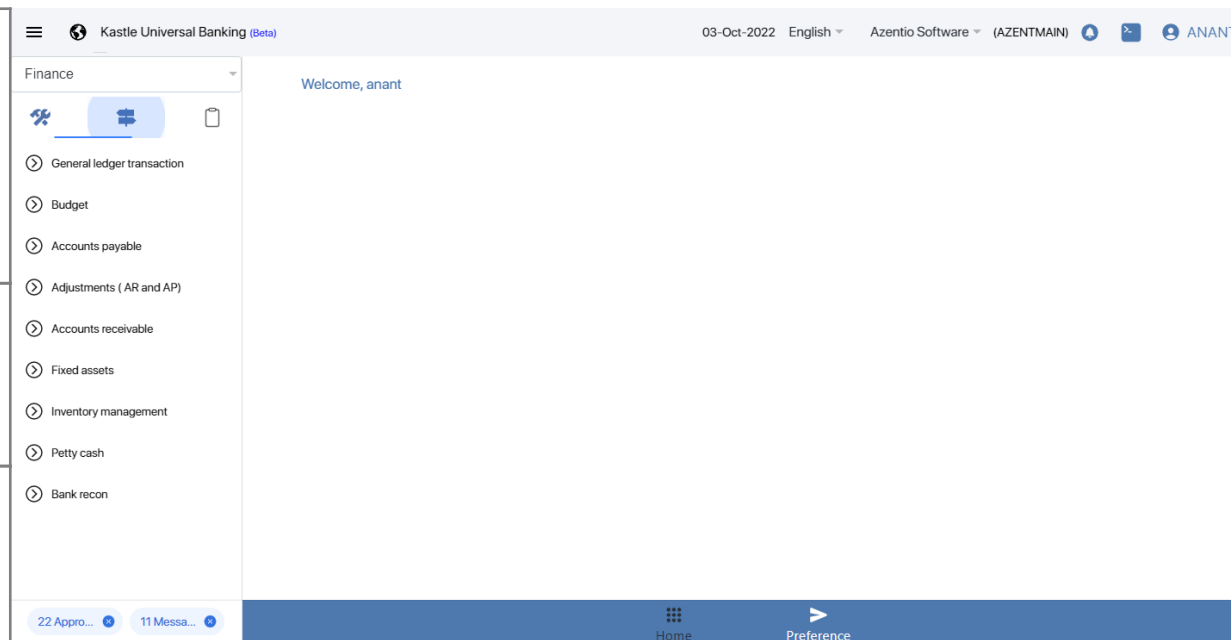 Kastle Universal Banking (Beta) 03-Oct-2022 English Azentio Software (AZENTMAIN) ANANT
Finance
Welcome, anant
General ledger transaction
Budget
Accounts payable
Adjustments ( AR and AP)
Accounts receivable
Fixed assets
Inventory management
Petty cash
Bank recon
22 Appro... 11 Messa...
Home Preference